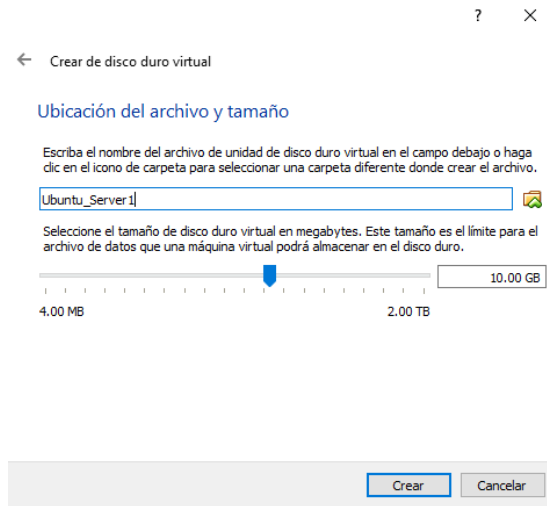 ?
Crear de disco duro virtual
Ubicación del archivo y tamaño
Escriba el nombre del archivo de unidad de disco duro virtual en el campo debajo o haga
clic en el icono de carpeta para seleccionar una carpeta diferente donde crear el archivo.
Ubuntu_Server1
Seleccione el tamaño de disco duro virtual en megabytes. Este tamaño es el límite para el
archivo de datos que una máquina virtual podrá almacenar en el disco duro.
10.00 GB
4.00 MB 2.00 TB
Crear Cancelar